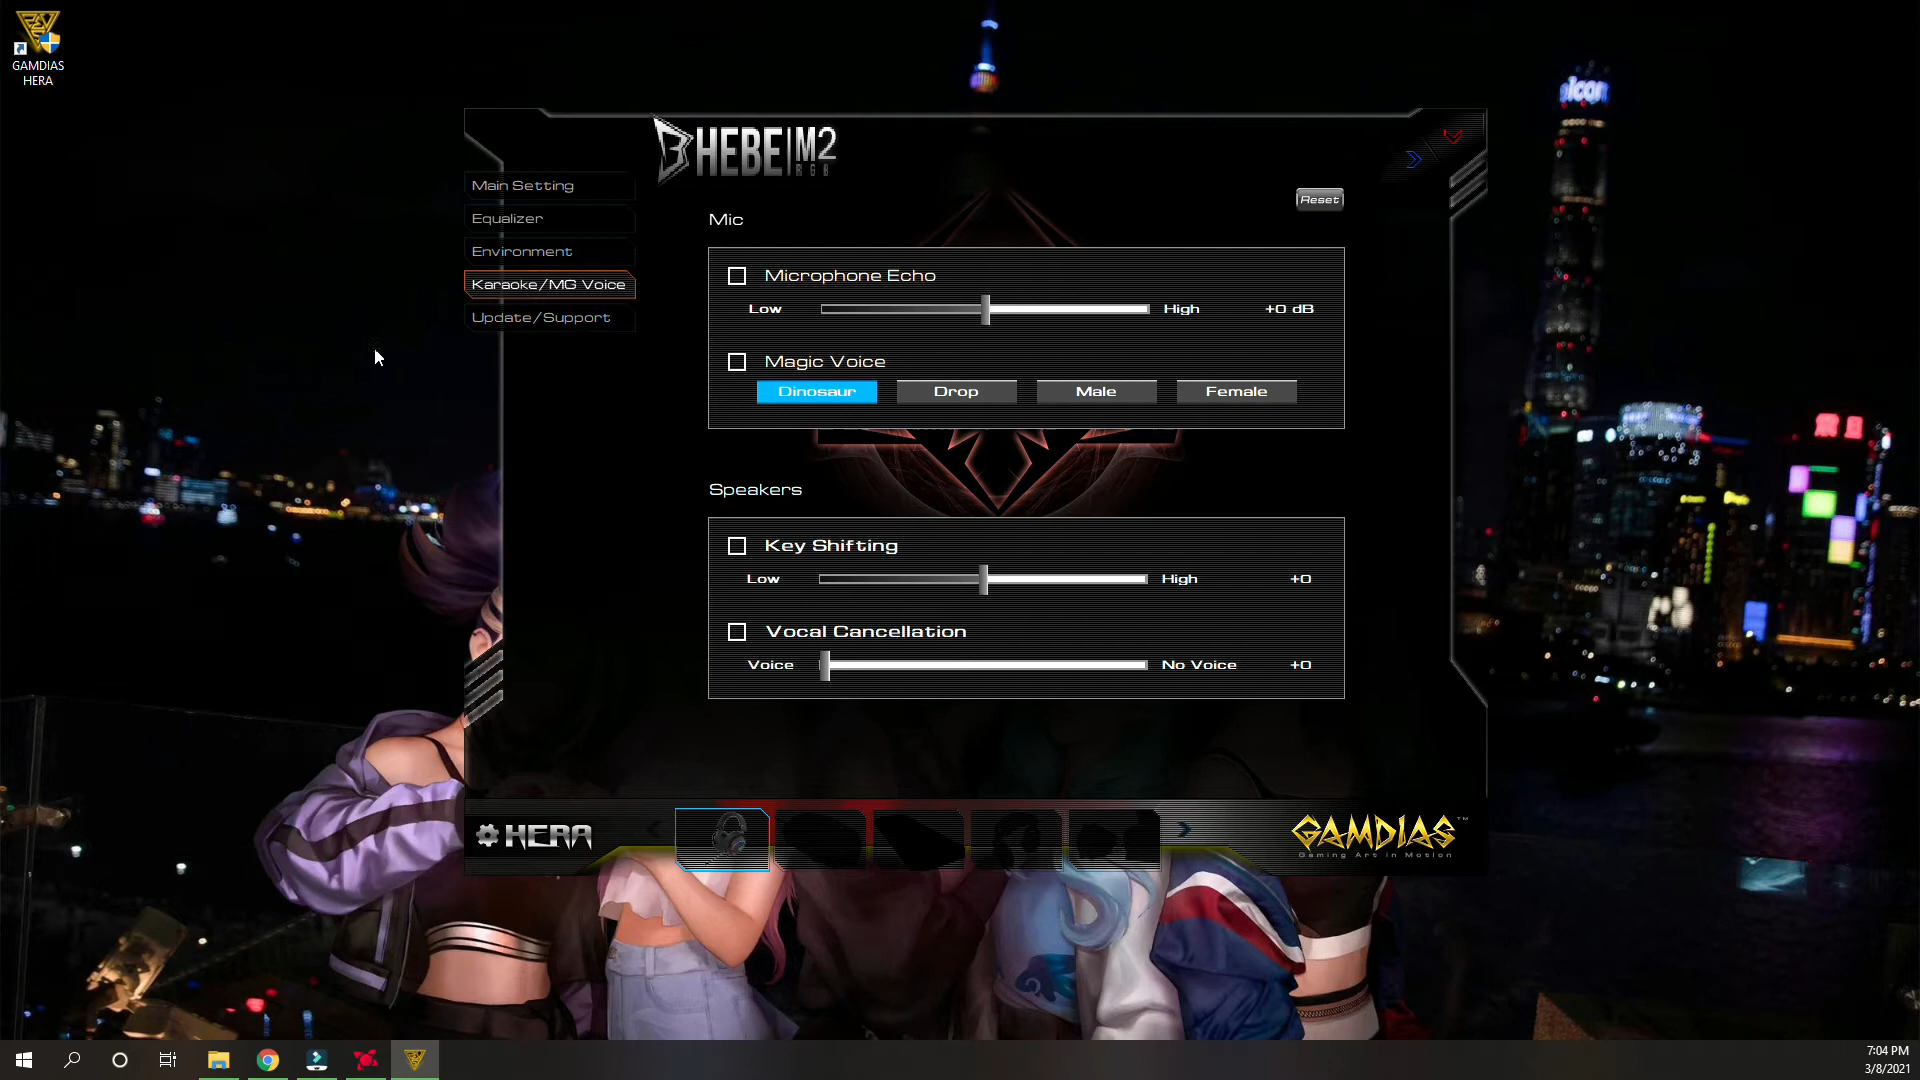 GAMDIAS
HERA
HEBE M2
RGB
Main Setting
Equalizer
Environment
Karaoke/MG Voice
Update/Support
Reset
Mic
Microphone Echo
Low High +0 dB
Magic Voice
Dinosaur Drop Male Female
Speakers
Key Shifting
Low High +0
Vocal Cancellation
Voice No Voice +0
HERA
GAMDIAS™
Gaming Art in Motion
7:04 PM
3/8/2021